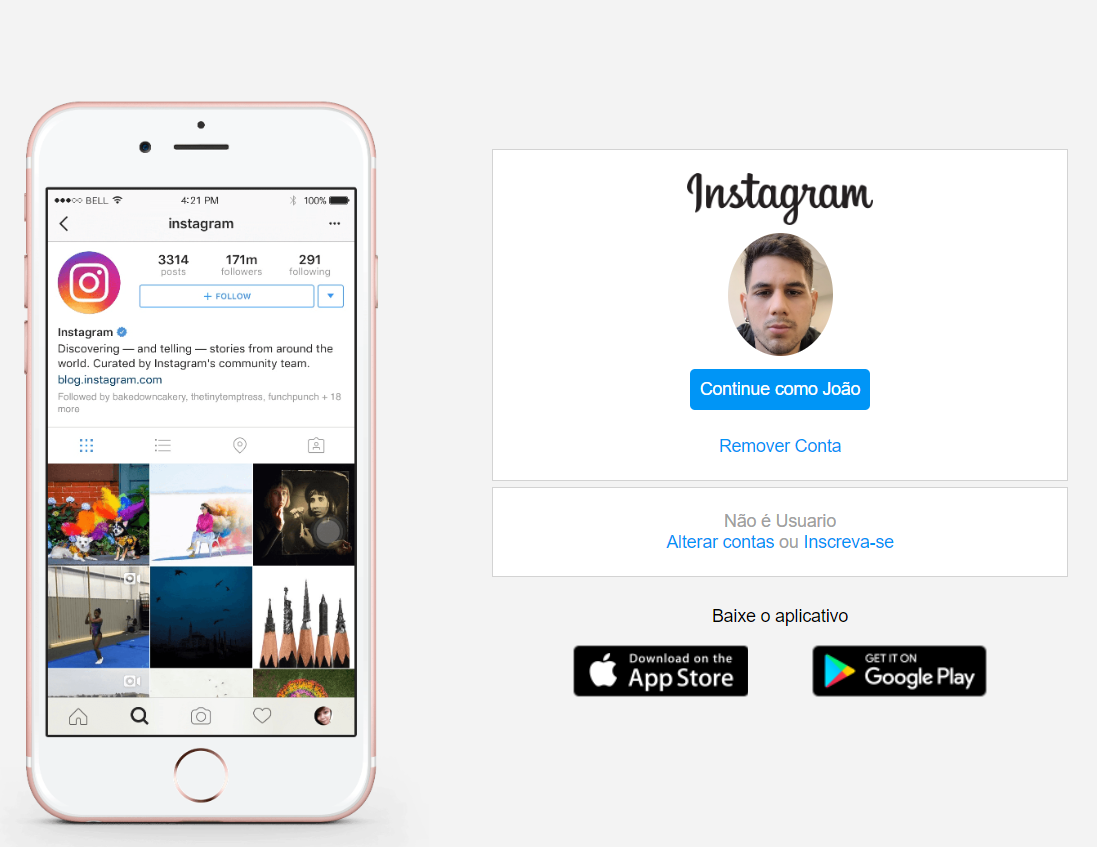 BELL
4:21 PM
100%
instagram
3314
171m
291
posts
followers
following
+ FOLLOW
Instagram
Discovering — and telling — stories from around the
world. Curated by Instagram's community team.
blog.instagram.com
Followed by bakedowncakery, thetinytemptress, funchpunch + 18
more
Instagram
Continue como João
Remover Conta
Não é Usuario
Alterar contas ou Inscreva-se
Baixe o aplicativo
Download on the
App Store
GET IT ON
Google Play